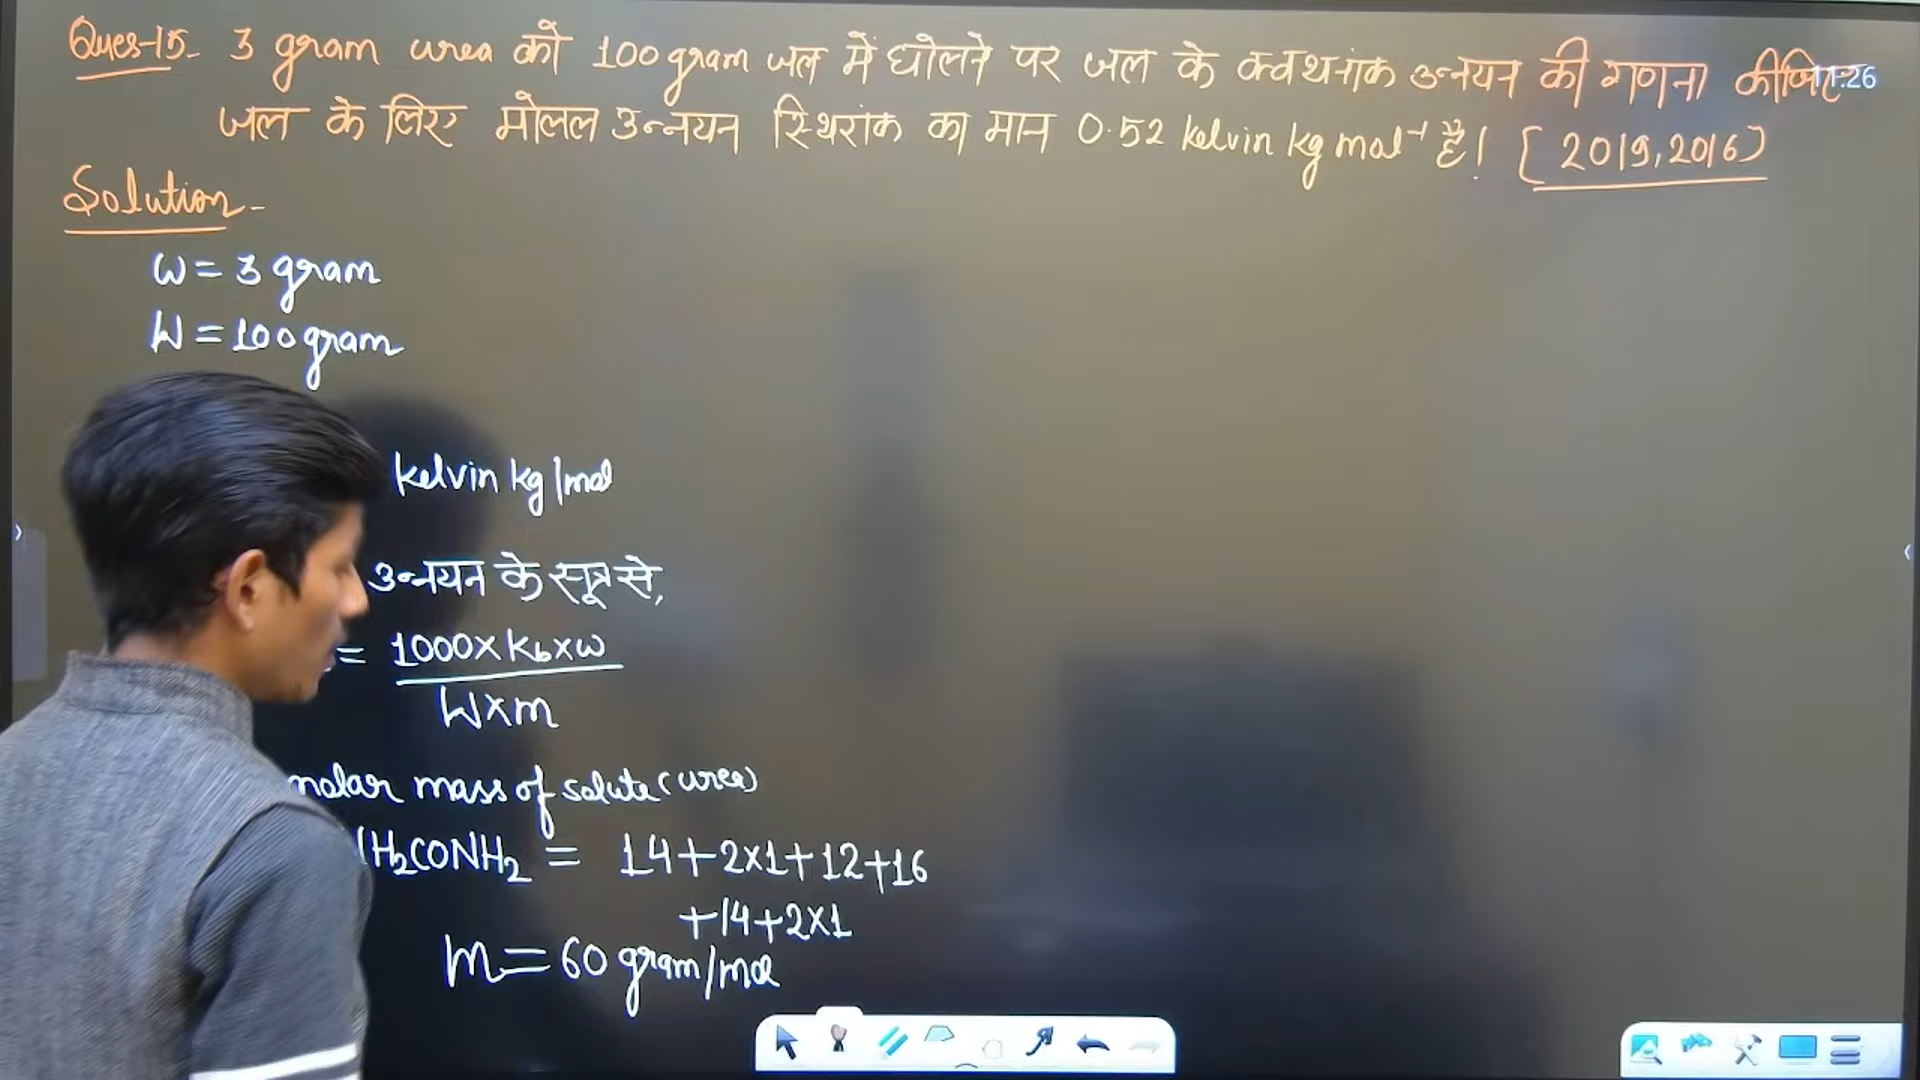 Ques-15- 3 gram urea को 100 gram जल में घोलने पर जल के क्वथनांक उन्नयन की गणना कीजिए
जल के लिए मोलल उन्नयन स्थिरांक का मान 0.52 kelvin kg mol⁻¹ है! [2019,2016)
Solution-
w = 3 gram
W = 100 gram
kelvin kg/mol
उन्नयन के सूत्र से,
= 1000×Kb×w
W×m
molar mass of solute (urea)
H₂CONH₂ = 14+2×1+12+16
+14+2×1
m = 60 gram/mol